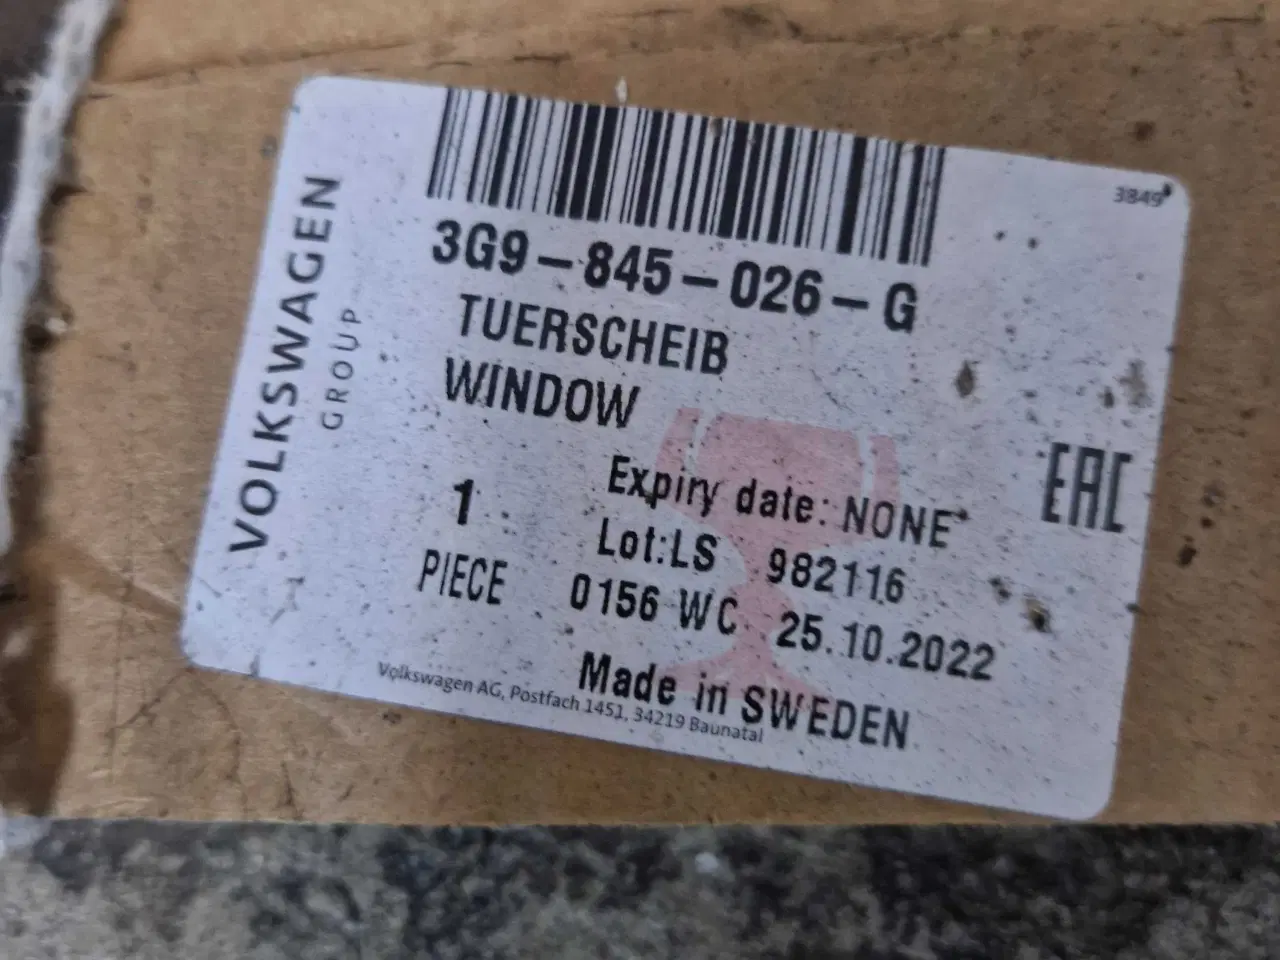 3849
VOLKSWAGEN
GROUP
3G9-845-026-G
TUERSCHEIB
WINDOW
EAC
Expiry date: NONE
1
Lot:LS 982116
PIECE 0156 WC 25.10.2022
Made in SWEDEN
Volkswagen AG, Postfach 1451, 34219 Baunatal